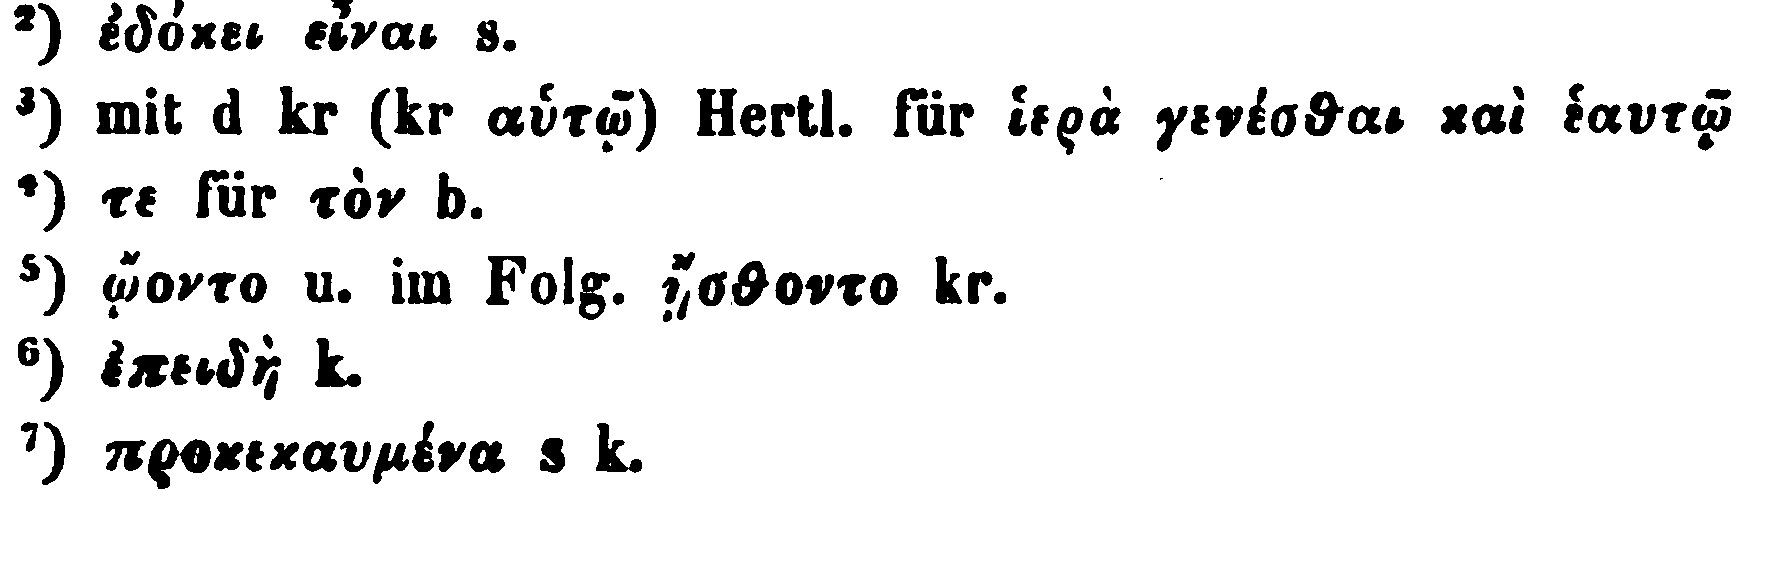 ²) ἐδόκει εἶναι s.
³) mit d kr (kr αὑτῷ) Hertl. für ἱερὰ γενέσθαι καὶ ἑαυτῷ
⁴) τε für τὸν b.
⁵) ᾤοντο u. im Folg. ᾔσθοντο kr.
⁶) ἐπειδὴ k.
⁷) προκεκαυμένα s k.